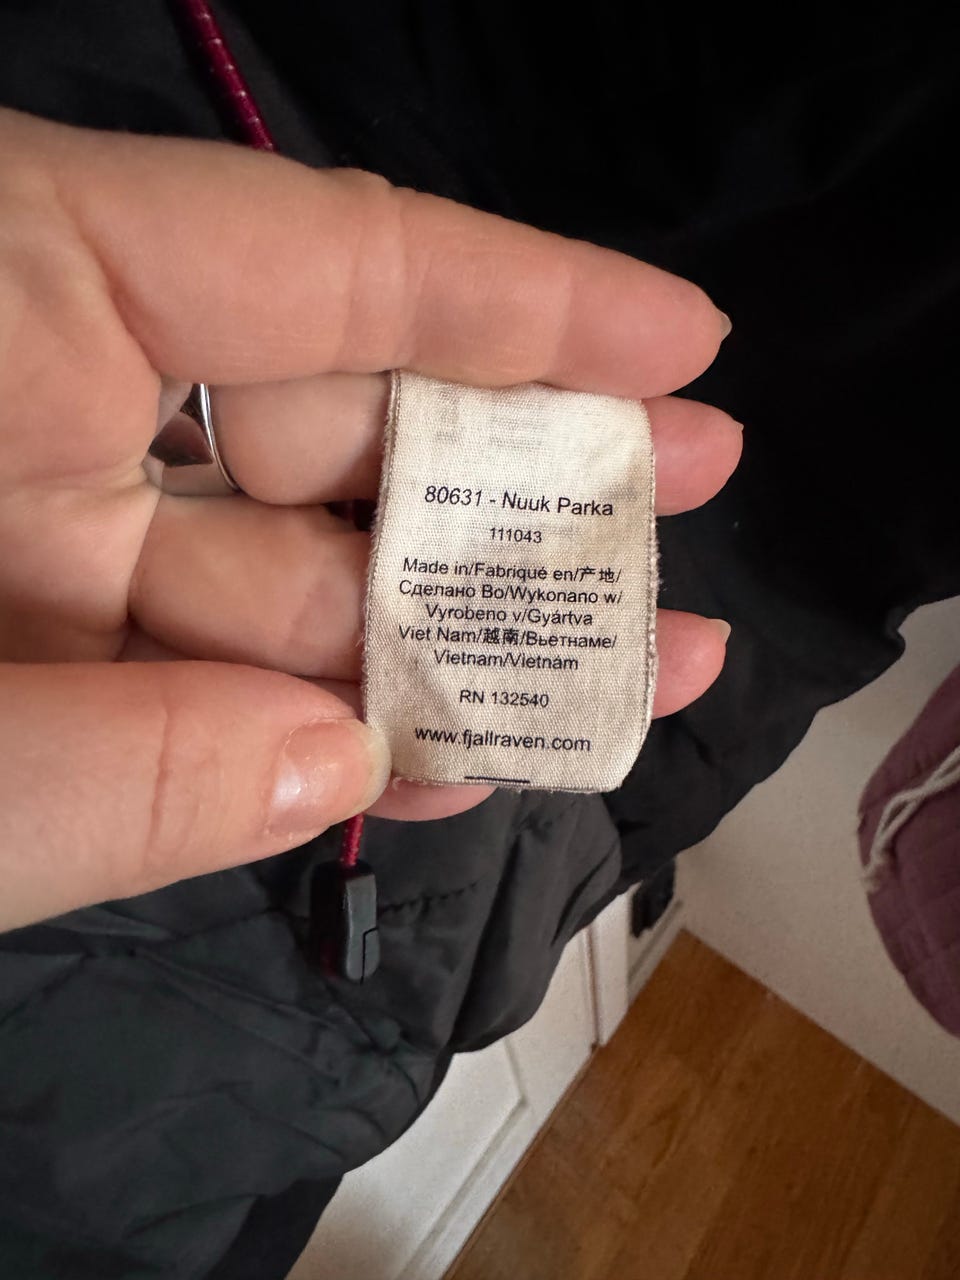 80631 - Nuuk Parka
111043
Made in/Fabriqué en/产地/
Сделано Во/Wykonano w/
Vyrobeno v/Gyártva
Viet Nam/越南/Вьетнаме/
Vietnam/Vietnám
RN 132540
www.fjallraven.com